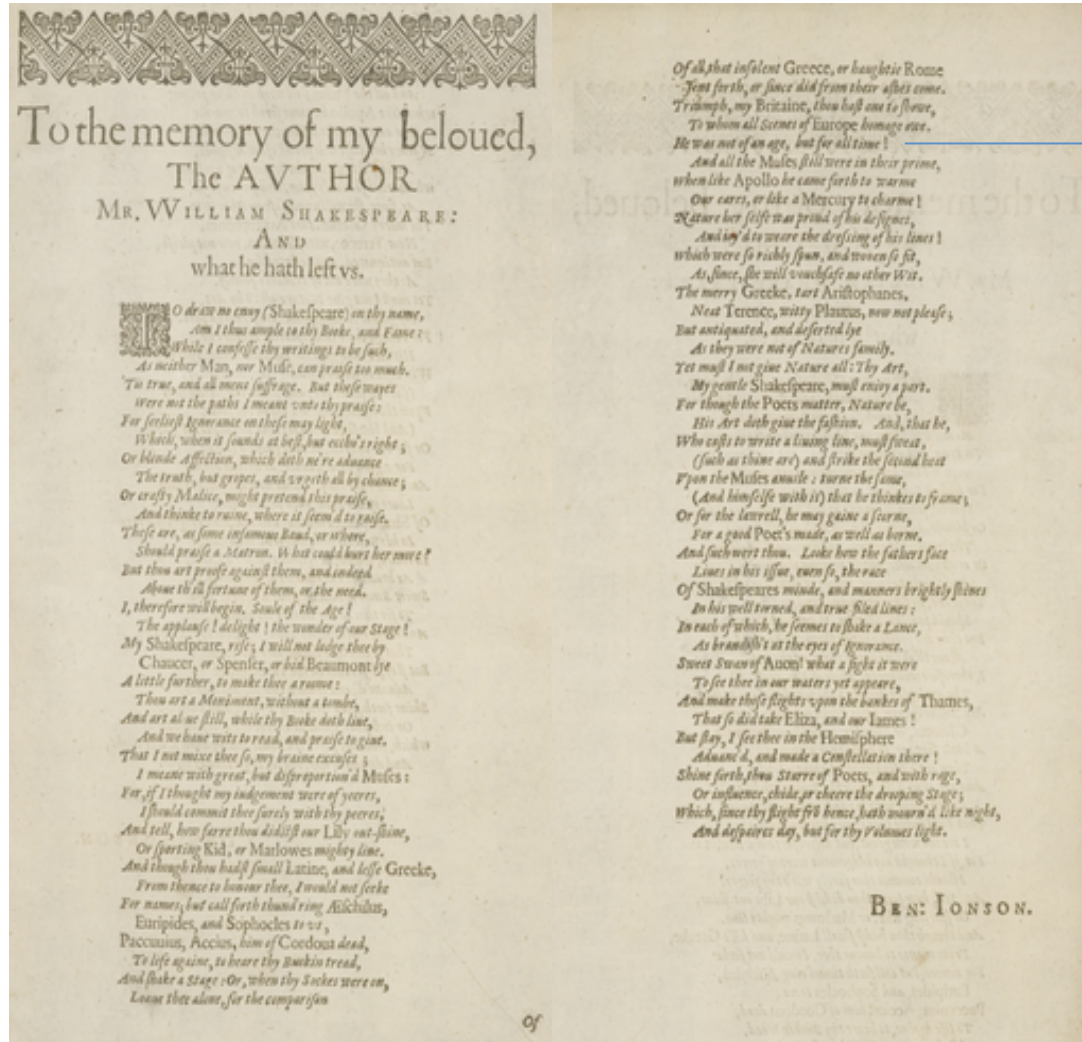 To the memory of my beloued,
The AVTHOR
MR. WILLIAM SHAKESPEARE:
AND
what he hath left vs.
TO draw no enuy (Shakeſpeare) on thy name,
Am I thus ample to thy Booke, and Fame:
While I confeſſe thy writings to be ſuch,
As neither Man, nor Muſe, can praiſe too much.
'Tis true, and all mens ſuffrage. But theſe wayes
Were not the paths I meant vnto thy praiſe:
For ſeelieſt Ignorance on theſe may light,
Which, when it ſounds at beſt, but eccho's right;
Or blinde Affection, which doth ne're aduance
The truth, but gropes, and vrgeth all by chance;
Or crafty Malice, might pretend this praiſe,
And thinke to ruine, where it ſeem'd to raiſe.
Theſe are, as ſome infamous Baud, or whore,
Should praiſe a Matron. What could hurt her more?
But thou art proofe againſt them, and indeed
Aboue th'ill fortune of them, or the need.
I, therefore will begin. Soule of the Age!
The applauſe! delight! the wonder of our Stage!
My Shakeſpeare, riſe; I will not lodge thee by
Chaucer, or Spenſer, or bid Beaumont lye
A little further, to make thee a roome:
Thou art a Moniment, without a tombe,
And art aliue ſtill, while thy Booke doth liue,
And we haue wits to read, and praiſe to giue.
That I not mixe thee ſo, my braine excuſes;
I meane with great, but diſproportion'd Muſes:
For, if I thought my iudgement were of yeeres,
I ſhould commit thee ſurely with thy peeres,
And tell, how farre thou didſtſt our Lily out-ſhine,
Or ſporting Kid, or Marlowes mighty line.
And though thou hadſt ſmall Latine, and leſſe Greeke,
From thence to honour thee, I would not ſeeke
For names; but call forth thund'ring Æſchilus,
Euripides, and Sophocles to vs,
Paccuuius, Accius, him of Cordoua dead,
To life againe, to heare thy Buskin tread,
And ſhake a Stage: Or, when thy Sockes were on,
Leaue thee alone, for the compariſon
Of
Of all, that inſolent Greece, or haughtie Rome
ſent forth, or ſince did from their aſhes come.
Triumph, my Britaine, thou haſt one to ſhowe,
To whom all Scenes of Europe homage owe.
He was not of an age, but for all time!
And all the Muſes ſtill were in their prime,
when like Apollo he came forth to warme
Our eares, or like a Mercury to charme!
Nature her ſelfe was proud of his deſignes,
And ioy'd to weare the dreſſing of his lines!
which were ſo richly ſpun, and wouen ſo fit,
As, ſince, ſhe will vouchſafe no other Wit.
The merry Greeke, tart Ariſtophanes,
Neat Terence, witty Plautus, now not pleaſe;
But antiquated, and deſerted lye
As they were not of Natures family.
Yet muſt I not giue Nature all: Thy Art,
My gentle Shakeſpeare, muſt enioy a part.
For though the Poets matter, Nature be,
His Art doth giue the faſhion. And, that he,
Who caſts to write a liuing line, muſt ſweat,
(ſuch as thine are) and ſtrike the ſecond heat
Vpon the Muſes anuile: turne the ſame,
(And himſelfe with it) that he thinkes to frame;
Or for the lawrell, he may gaine a ſcorne,
For a good Poet's made, as well as borne.
And ſuch wert thou. Looke how the fathers face
Liues in his iſſue, euen ſo, the race
Of Shakeſpeares minde, and manners brightly ſhines
In his well torned, and true filed lines:
In each of which, he ſeemes to ſhake a Lance,
As brandiſh't at the eyes of Ignorance.
Sweet Swan of Auon! what a ſight it were
To ſee thee in our waters yet appeare,
And make thoſe flights vpon the bankes of Thames,
That ſo did take Eliza, and our Iames!
But ſtay, I ſee thee in the Hemiſphere
Aduanc'd, and made a Conſtellation there!
Shine forth, thou Starre of Poets, and with rage,
Or influence, chide, or cheere the drooping Stage;
Which, ſince thy flight frō hence, hath mourn'd like night,
And deſpaires day, but for thy Volumes light.
BEN: IONSON.